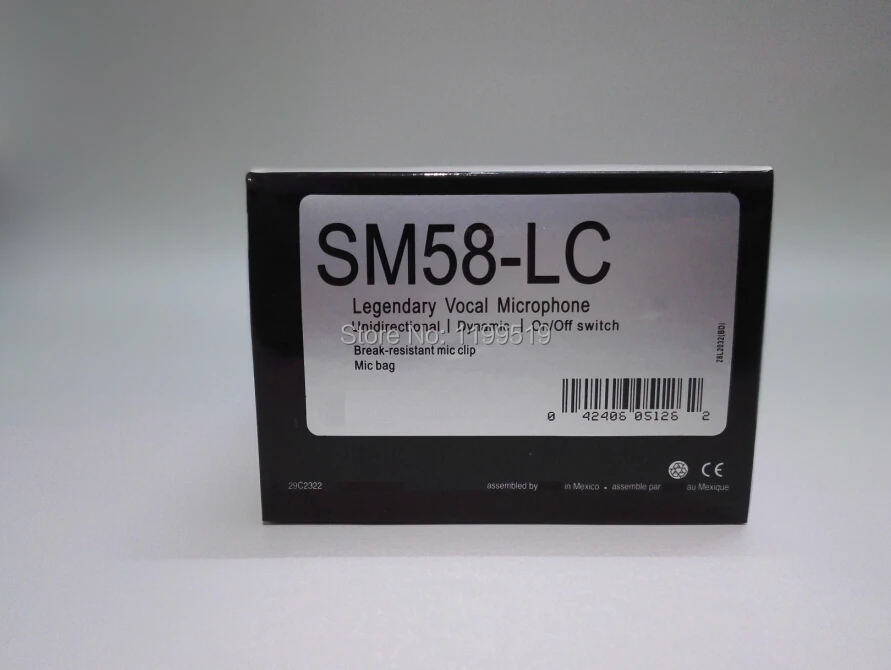 SM58-LC
Legendary Vocal Microphone
Unidirectional | Dynamic | On/Off switch
Store No: 1199519
Break-resistant mic clip
Mic bag
28L2032(BD)
0 42406 05126 2
CE
29C2322
assembled by in Mexico • assemble par au Mexique